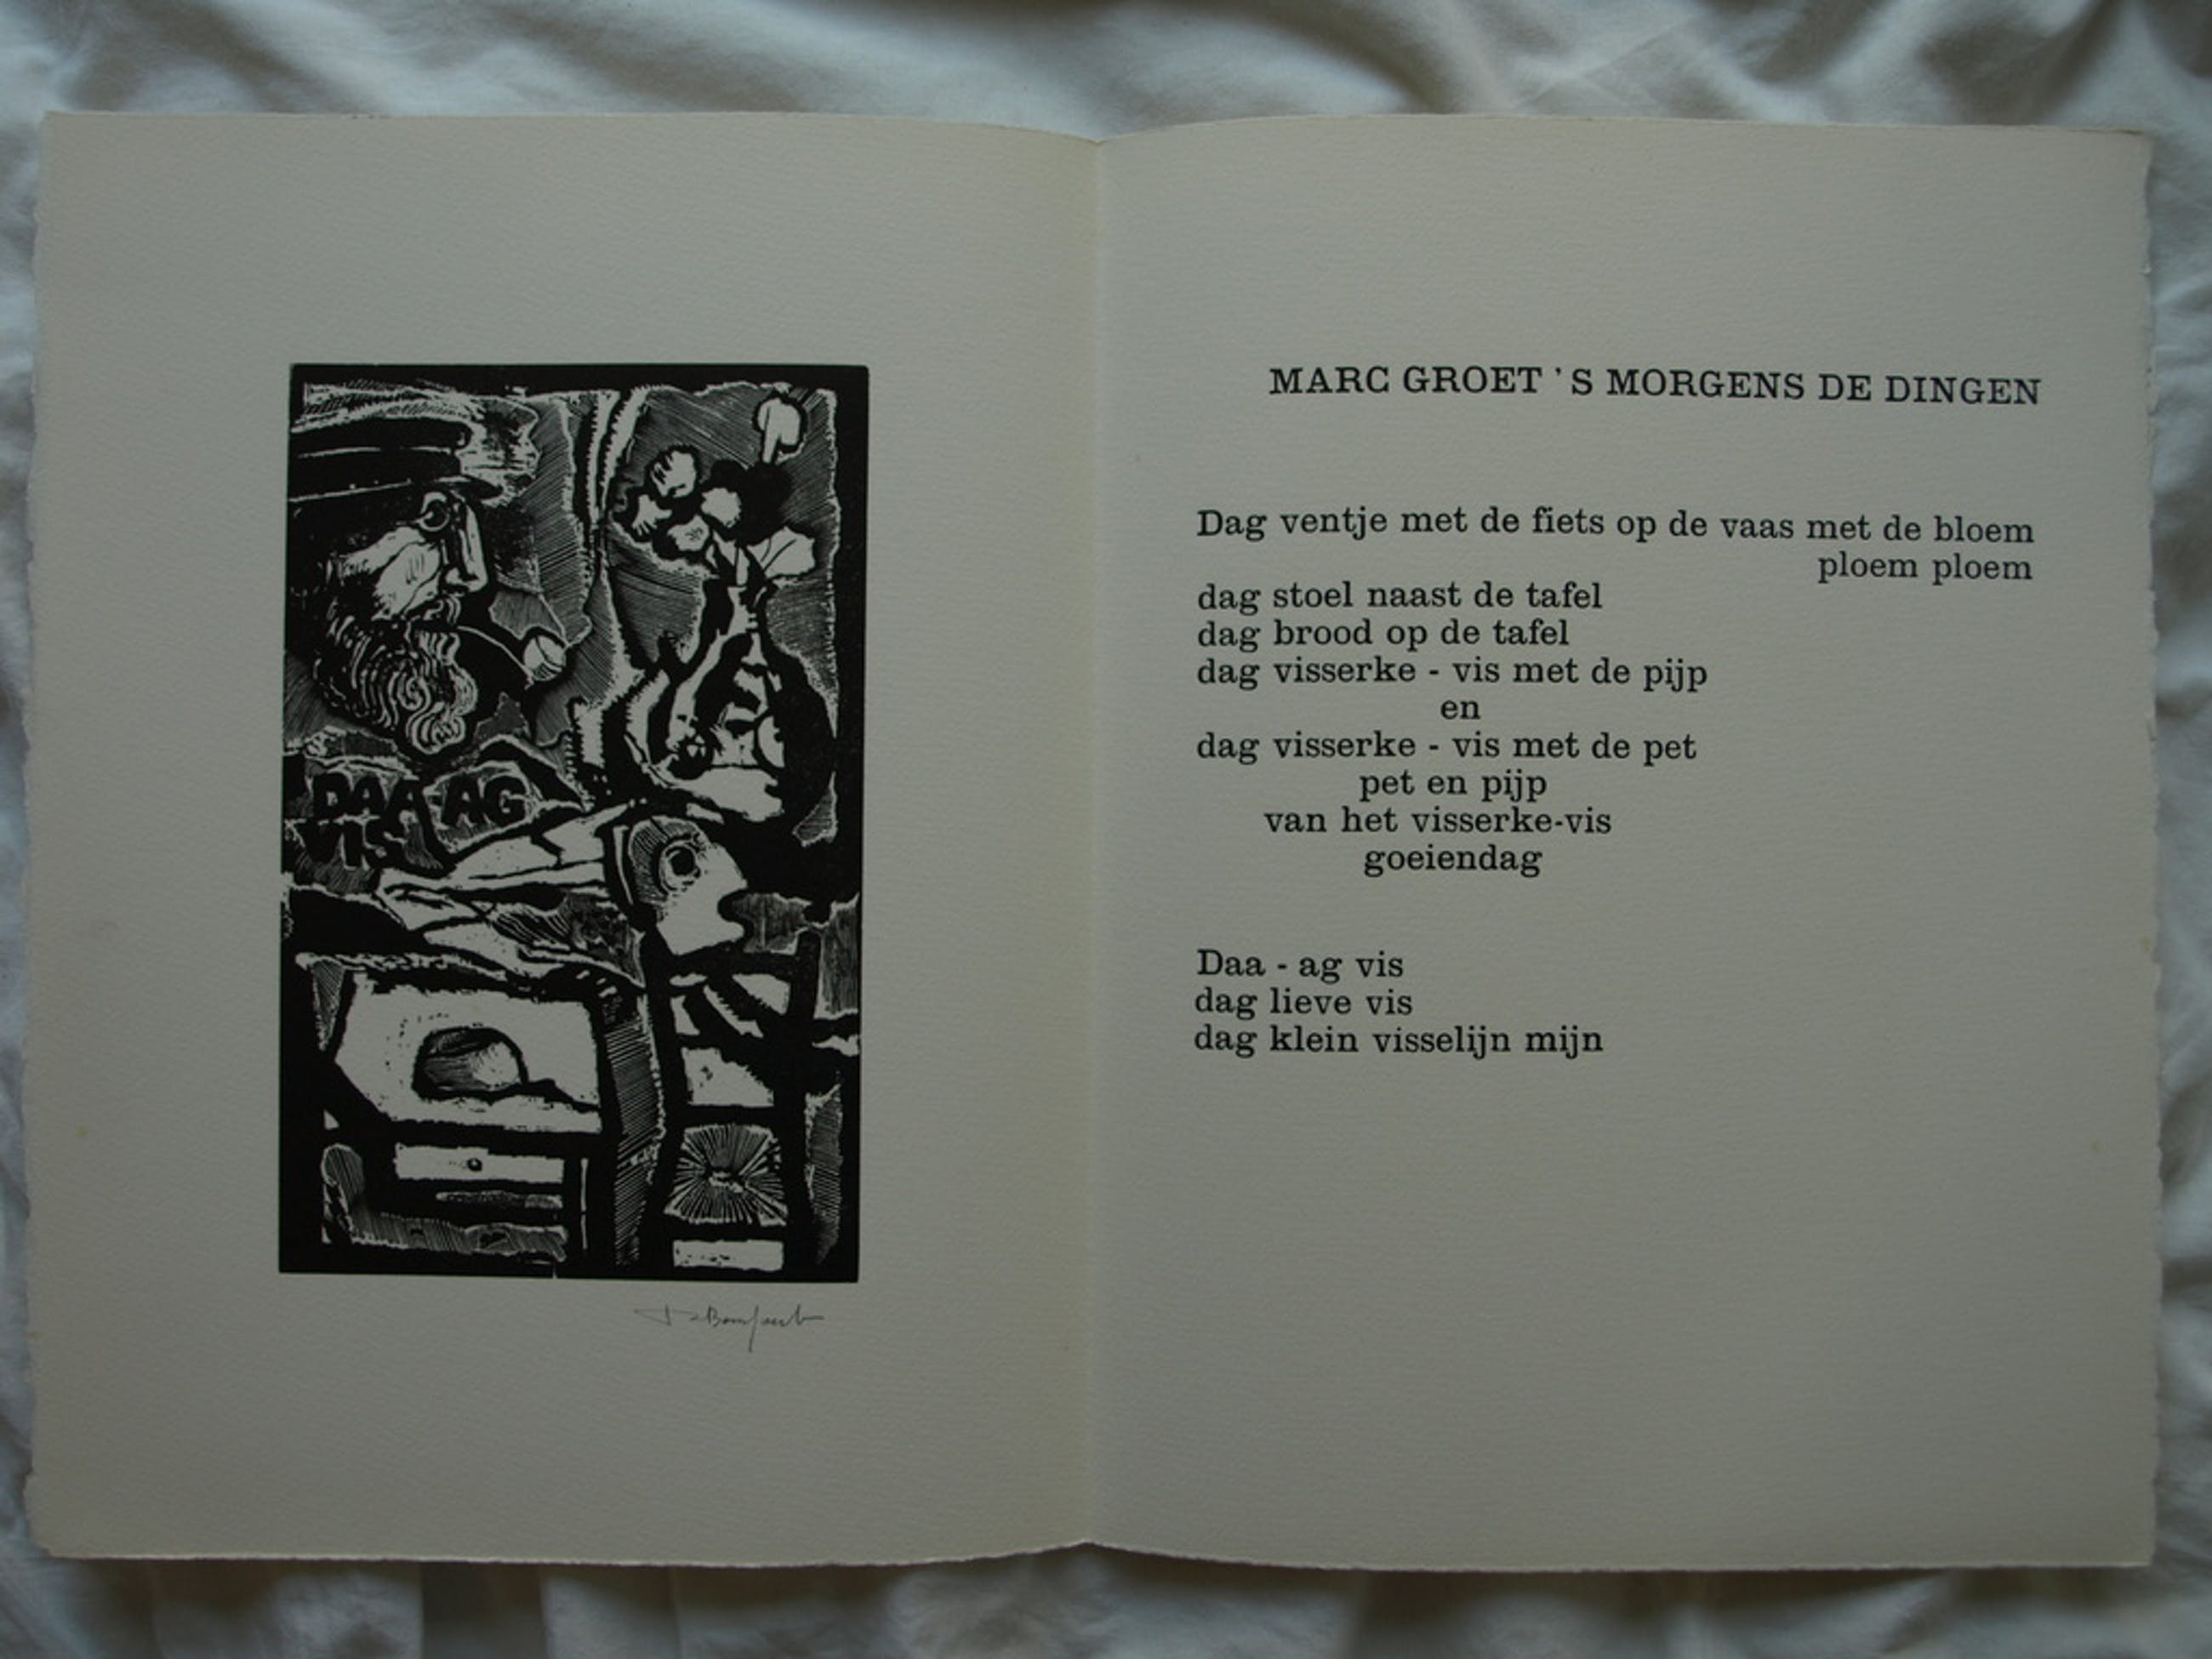 DAA AG
VIS
MARC GROET 'S MORGENS DE DINGEN
Dag ventje met de fiets op de vaas met de bloem
ploem ploem
dag stoel naast de tafel
dag brood op de tafel
dag visserke - vis met de pijp
en
dag visserke - vis met de pet
pet en pijp
van het visserke-vis
goeiendag
Daa - ag vis
dag lieve vis
dag klein visselijn mijn